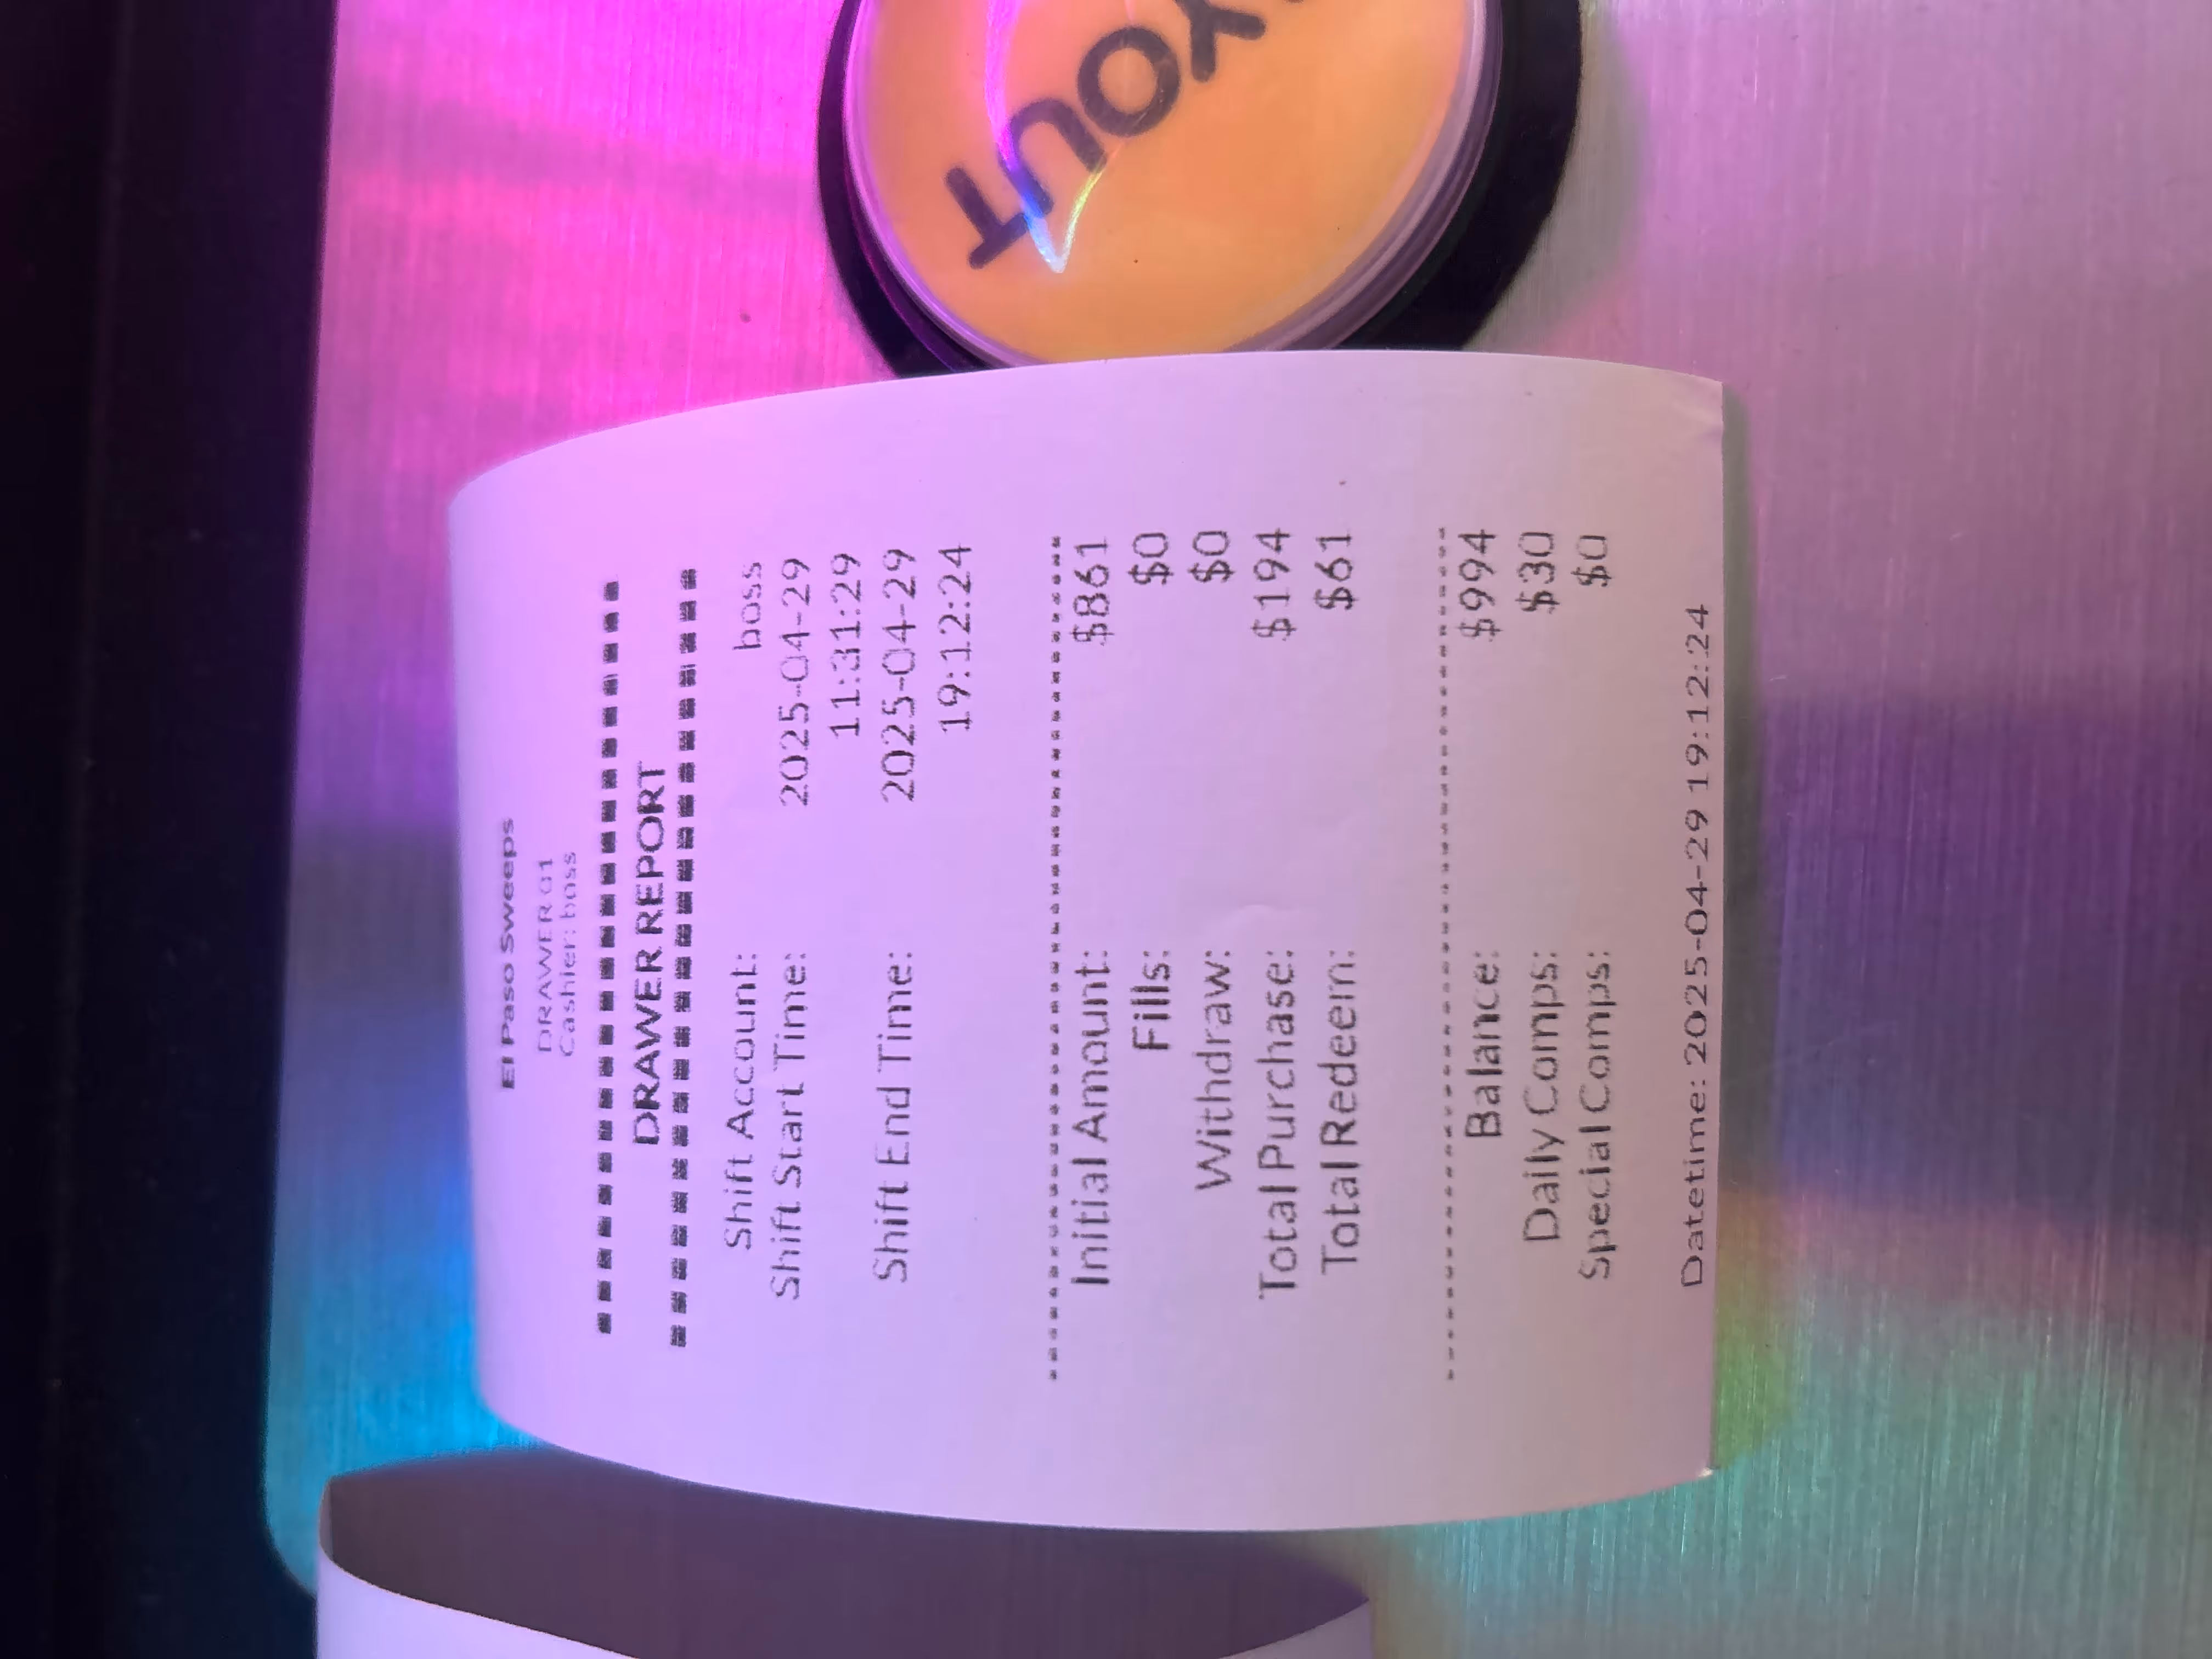 El Paso Sweeps
DRAWER 01
Cashier: boss
DRAWER REPORT
Shift Account: boss
Shift Start Time: 2025-04-29
11:31:29
Shift End Time: 2025-04-29
19:12:24
Initial Amount: $861
Fills: $0
Withdraw: $0
Total Purchase: $194
Total Redeem: $61
Balance: $994
Daily Comps: $30
Special Comps: $0
Datetime: 2025-04-29 19:12:24
YOUT